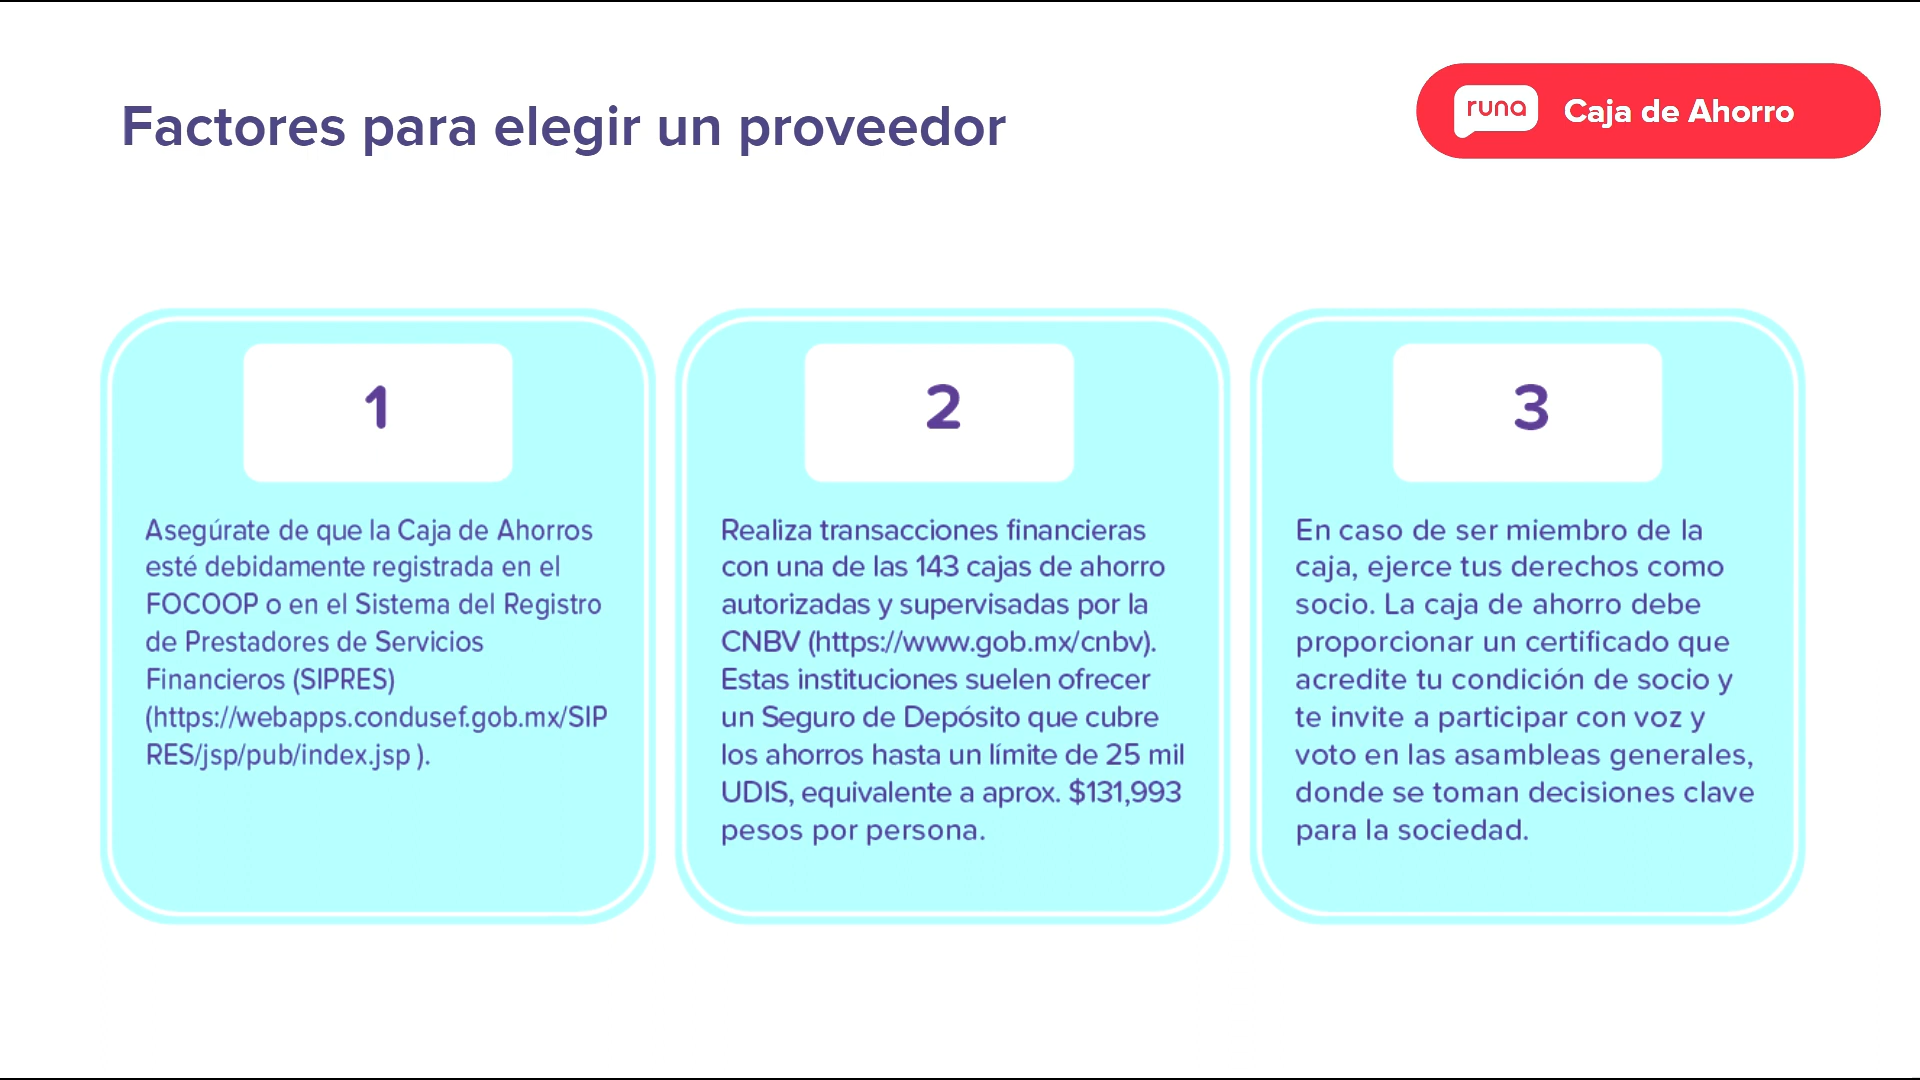 Factores para elegir un proveedor
runa Caja de Ahorro
1
Asegúrate de que la Caja de Ahorros
esté debidamente registrada en el
FOCOOP o en el Sistema del Registro
de Prestadores de Servicios
Financieros (SIPRES)
(https://webapps.condusef.gob.mx/SIP
RES/jsp/pub/index.jsp ).
2
Realiza transacciones financieras
con una de las 143 cajas de ahorro
autorizadas y supervisadas por la
CNBV (https://www.gob.mx/cnbv).
Estas instituciones suelen ofrecer
un Seguro de Depósito que cubre
los ahorros hasta un límite de 25 mil
UDIS, equivalente a aprox. $131,993
pesos por persona.
3
En caso de ser miembro de la
caja, ejerce tus derechos como
socio. La caja de ahorro debe
proporcionar un certificado que
acredite tu condición de socio y
te invite a participar con voz y
voto en las asambleas generales,
donde se toman decisiones clave
para la sociedad.